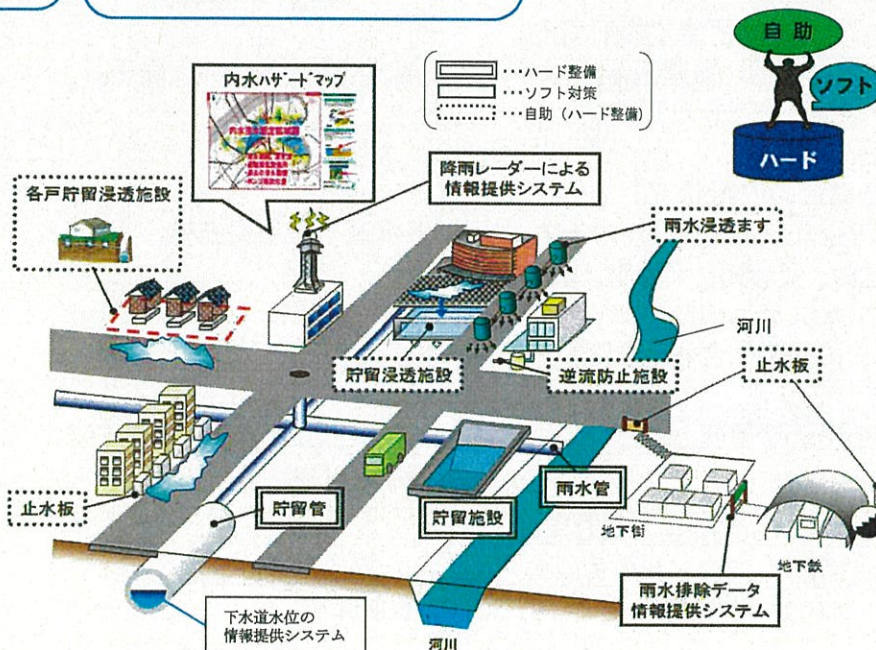 自 助
ソフト
ハード
…ハード整備
…ソフト対策
…自助（ハード整備）
内水ハザードマップ
降雨レーダーによる
情報提供システム
各戸貯留浸透施設
雨水浸透ます
河川
貯留浸透施設
逆流防止施設
止水板
止水板
貯留管
貯留施設
雨水管
地下街
地下鉄
雨水排除データ
情報提供システム
下水道水位の
情報提供システム
河川